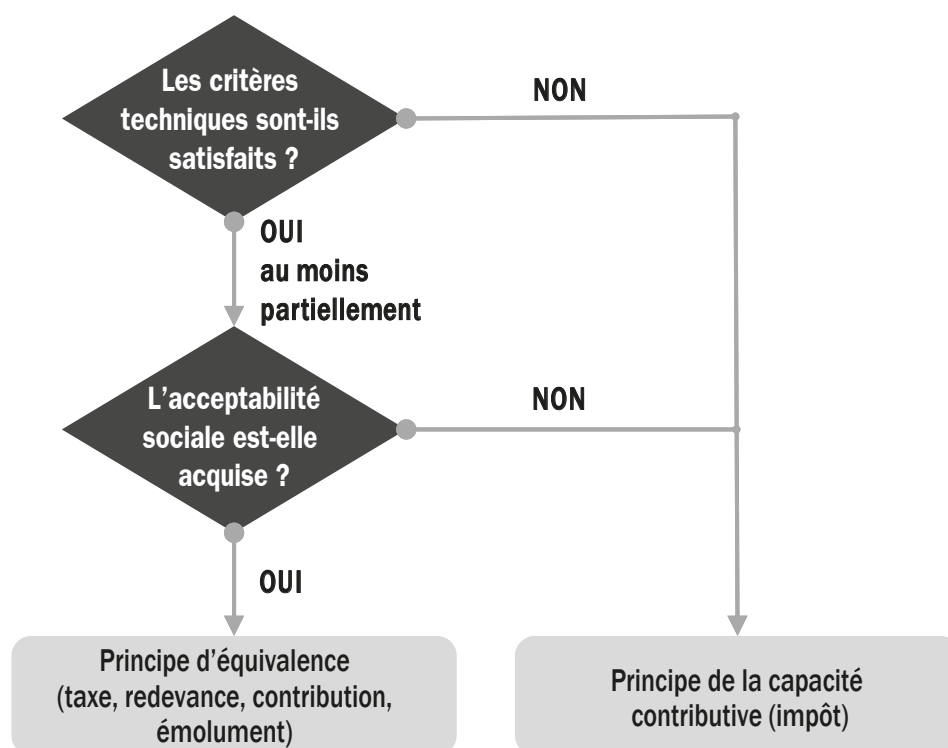 Les critères
techniques sont-ils
satisfaits ?
NON
OUI
au moins
partiellement
L'acceptabilité
sociale est-elle
acquise ?
NON
OUI
Principe d'équivalence
(taxe, redevance, contribution,
émolument)
Principe de la capacité
contributive (impôt)